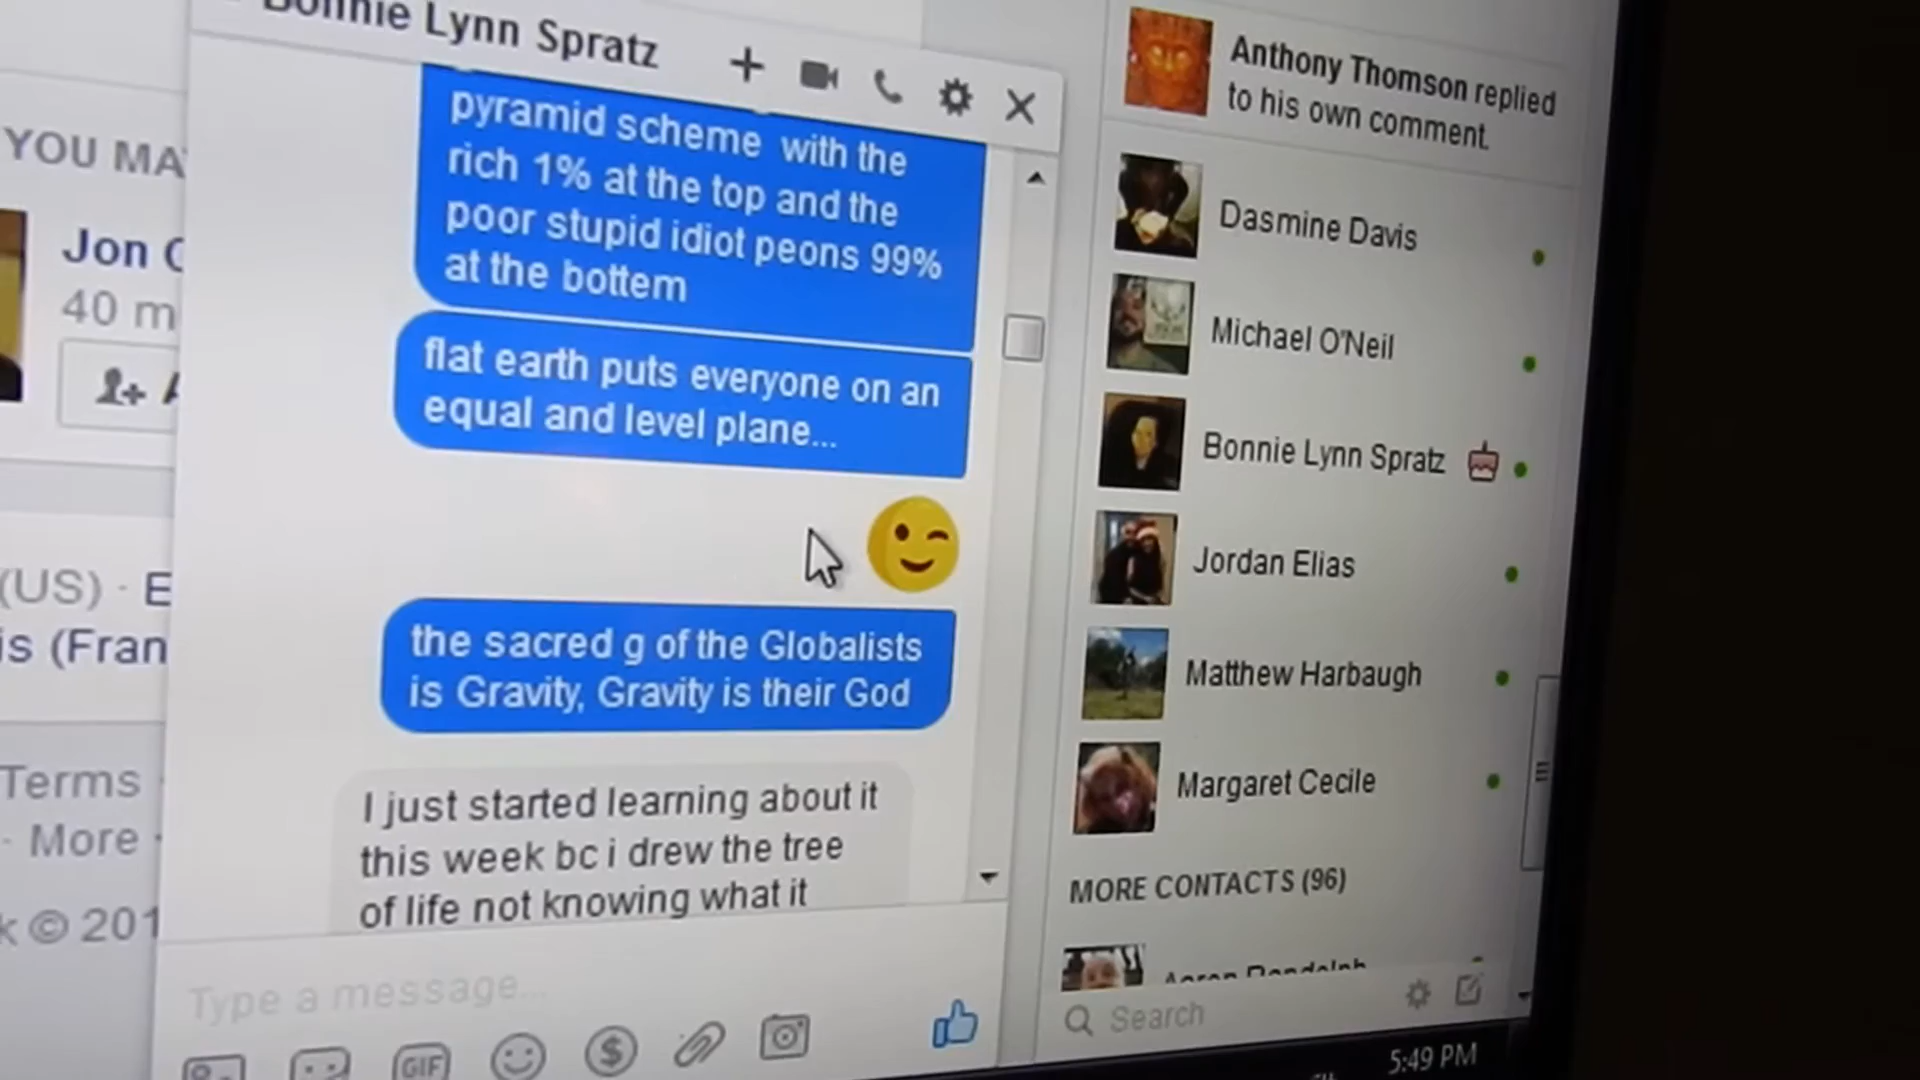 Lynn Spratz
pyramid scheme with the
rich 1% at the top and the
poor stupid idiot peons 99%
at the bottem
flat earth puts everyone on an
equal and level plane...
the sacred g of the Globalists
is Gravity, Gravity is their God
I just started learning about it
this week bc i drew the tree
of life not knowing what it
Type a message...
GIF
YOU
Jon
40
(US) ·
Terms
· More
©
Anthony Thomson replied
to his own comment.
Dasmine Davis
Michael O'Neil
Bonnie Lynn Spratz
Jordan Elias
Matthew Harbaugh
Margaret Cecile
MORE CONTACTS (96)
Search
5:49 PM